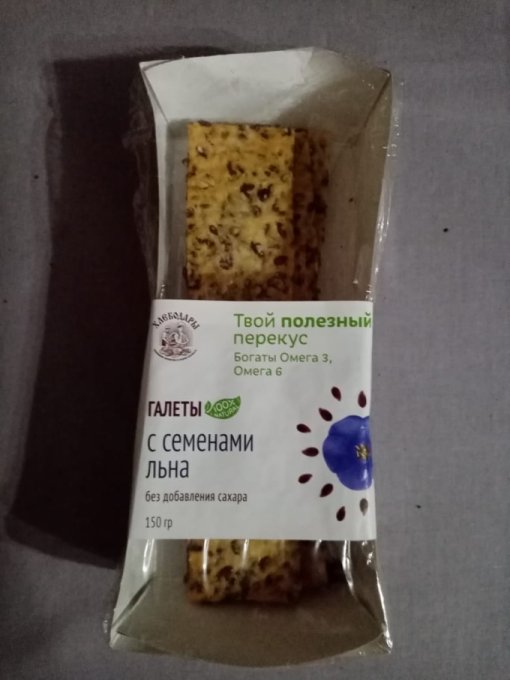 ХЛЕБОДАРЫ
Твой полезный
перекус
Богаты Омега 3,
Омега 6
ГАЛЕТЫ
100%
NATURAL
с семенами
льна
без добавления сахара
150 гр